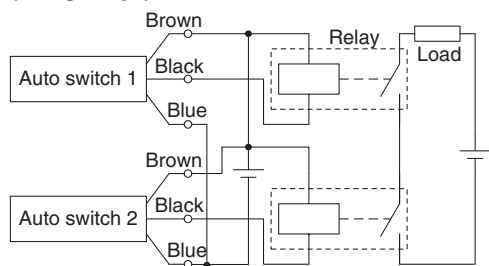 Brown
Relay
Load
Auto switch 1
Black
Blue
Brown
Auto switch 2
Black
Blue